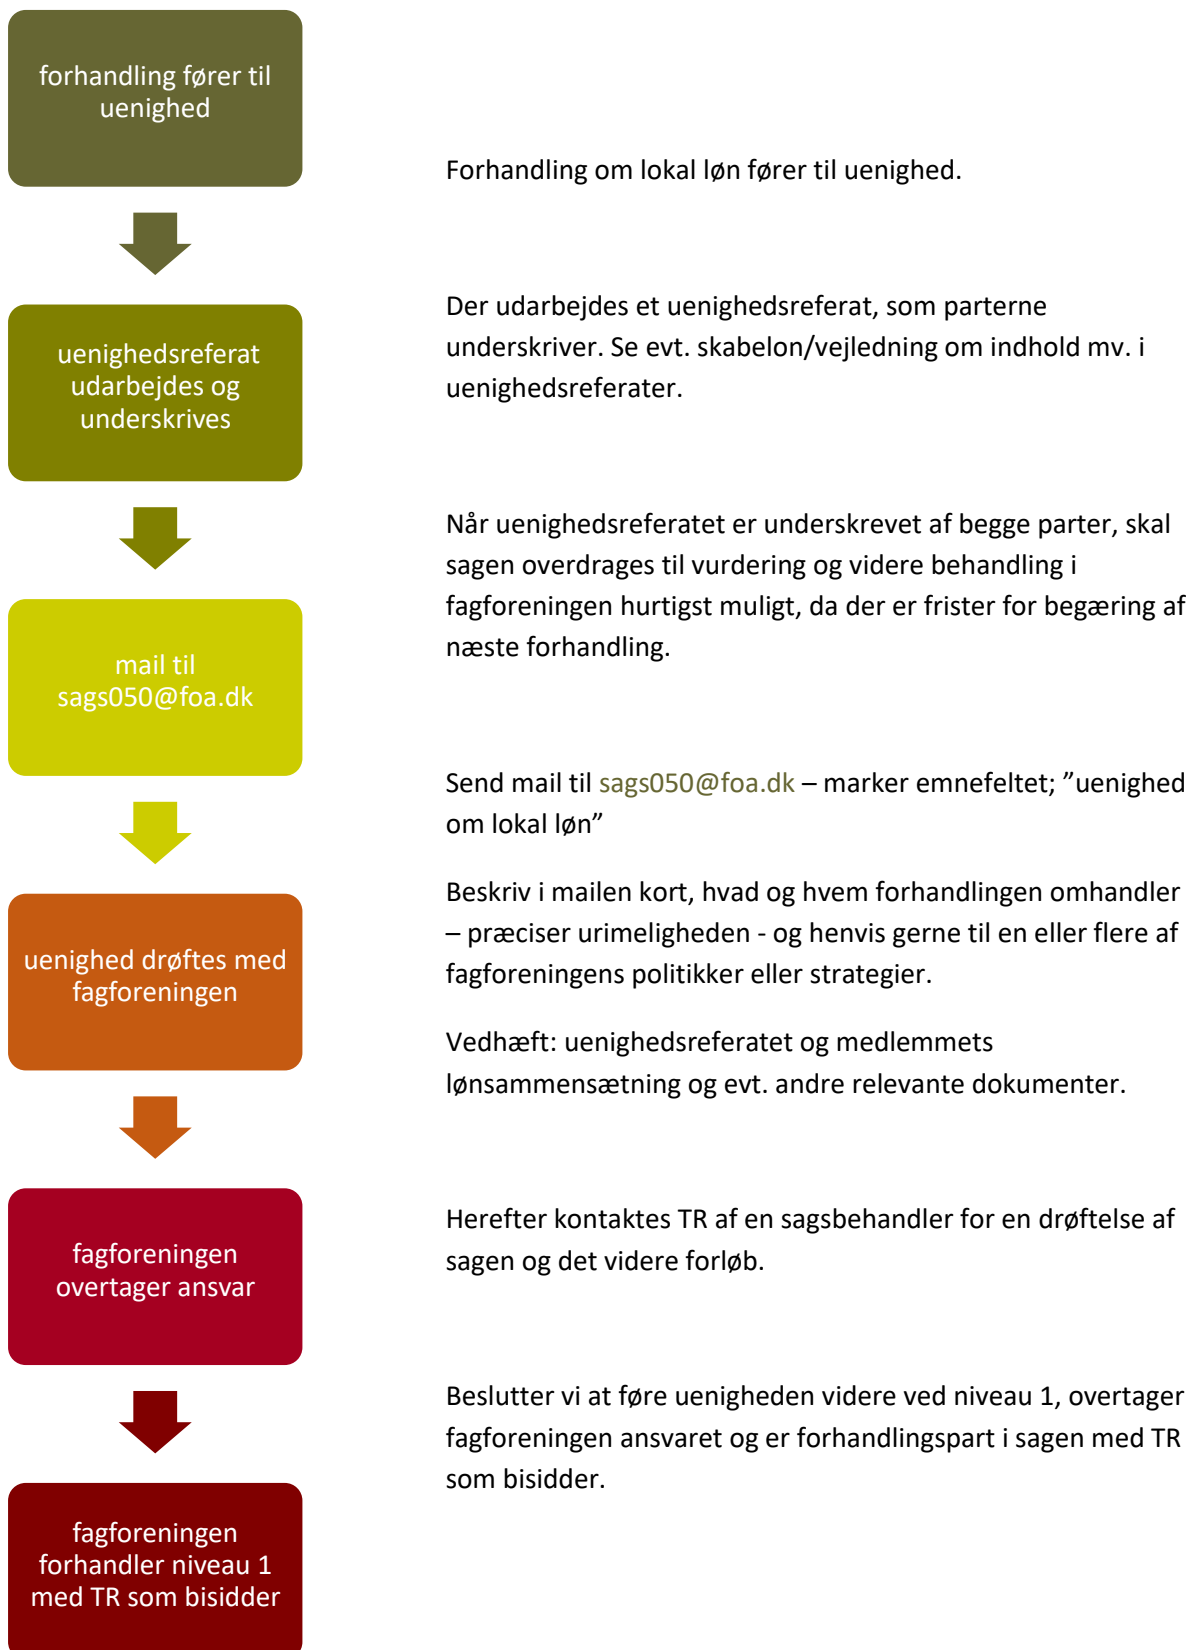 forhandling fører til
uenighed
Forhandling om lokal løn fører til uenighed.
uenighedsreferat
udarbejdes og
underskrives
Der udarbejdes et uenighedsreferat, som parterne
underskriver. Se evt. skabelon/vejledning om indhold mv. i
uenighedsreferater.
Når uenighedsreferatet er underskrevet af begge parter, skal
sagen overdrages til vurdering og videre behandling i
fagforeningen hurtigst muligt, da der er frister for begæring af
næste forhandling.
mail til
sags050@foa.dk
Send mail til sags050@foa.dk – marker emnefeltet; ”uenighed
om lokal løn”
Beskriv i mailen kort, hvad og hvem forhandlingen omhandler
– præciser urimeligheden - og henvis gerne til en eller flere af
fagforeningens politikker eller strategier.
uenighed drøftes med
fagforeningen
Vedhæft: uenighedsreferatet og medlemmets
lønsammensætning og evt. andre relevante dokumenter.
fagforeningen
overtager ansvar
Herefter kontaktes TR af en sagsbehandler for en drøftelse af
sagen og det videre forløb.
Beslutter vi at føre uenigheden videre ved niveau 1, overtager
fagforeningen ansvaret og er forhandlingspart i sagen med TR
som bisidder.
fagforeningen
forhandler niveau 1
med TR som bisidder